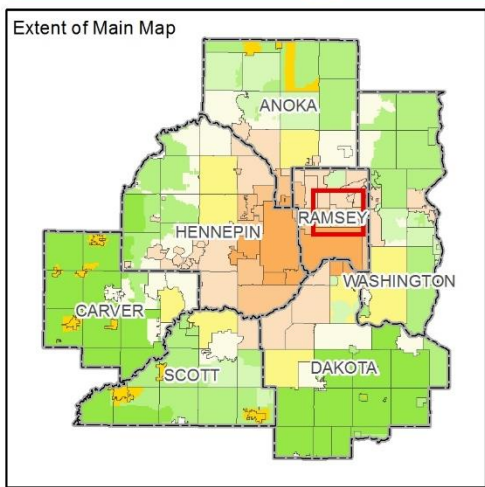 Extent of Main Map
ANOKA
HENNEPIN
RAMSEY
WASHINGTON
CARVER
SCOTT
DAKOTA